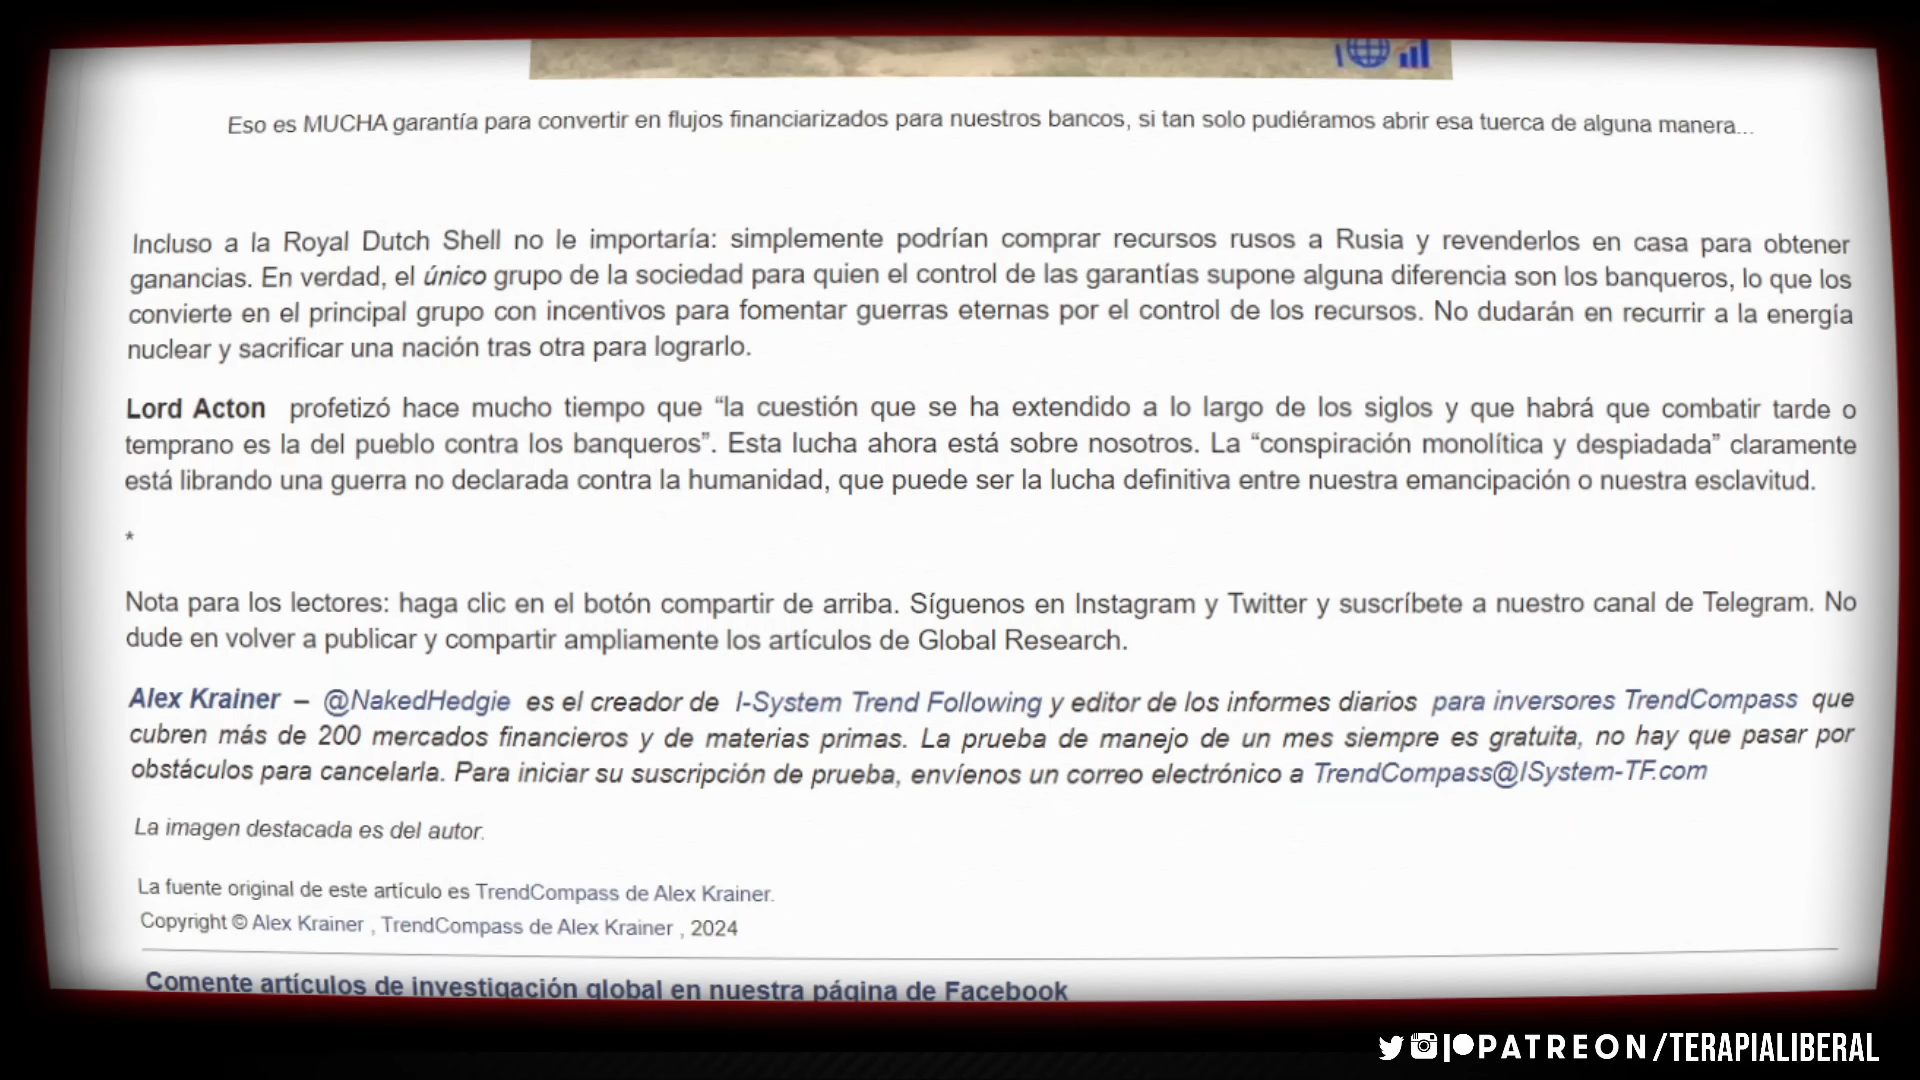 Eso es MUCHA garantía para convertir en flujos financiarizados para nuestros bancos, si tan solo pudiéramos abrir esa tuerca de alguna manera...
Incluso a la Royal Dutch Shell no le importaría: simplemente podrían comprar recursos rusos a Rusia y revenderlos en casa para obtener
ganancias. En verdad, el único grupo de la sociedad para quien el control de las garantías supone alguna diferencia son los banqueros, lo que los
convierte en el principal grupo con incentivos para fomentar guerras eternas por el control de los recursos. No dudarán en recurrir a la energía
nuclear y sacrificar una nación tras otra para lograrlo.
Lord Acton profetizó hace mucho tiempo que “la cuestión que se ha extendido a lo largo de los siglos y que habrá que combatir tarde o
temprano es la del pueblo contra los banqueros”. Esta lucha ahora está sobre nosotros. La “conspiración monolítica y despiadada” claramente
está librando una guerra no declarada contra la humanidad, que puede ser la lucha definitiva entre nuestra emancipación o nuestra esclavitud.
*
Nota para los lectores: haga clic en el botón compartir de arriba. Síguenos en Instagram y Twitter y suscríbete a nuestro canal de Telegram. No
dude en volver a publicar y compartir ampliamente los artículos de Global Research.
Alex Krainer – @NakedHedgie es el creador de I-System Trend Following y editor de los informes diarios para inversores TrendCompass que
cubren más de 200 mercados financieros y de materias primas. La prueba de manejo de un mes siempre es gratuita, no hay que pasar por
obstáculos para cancelarla. Para iniciar su suscripción de prueba, envíenos un correo electrónico a TrendCompass@ISystem-TF.com
La imagen destacada es del autor.
La fuente original de este artículo es TrendCompass de Alex Krainer.
Copyright © Alex Krainer , TrendCompass de Alex Krainer , 2024
Comente artículos de investigación global en nuestra página de Facebook
PATREON/TERAPIALIBERAL